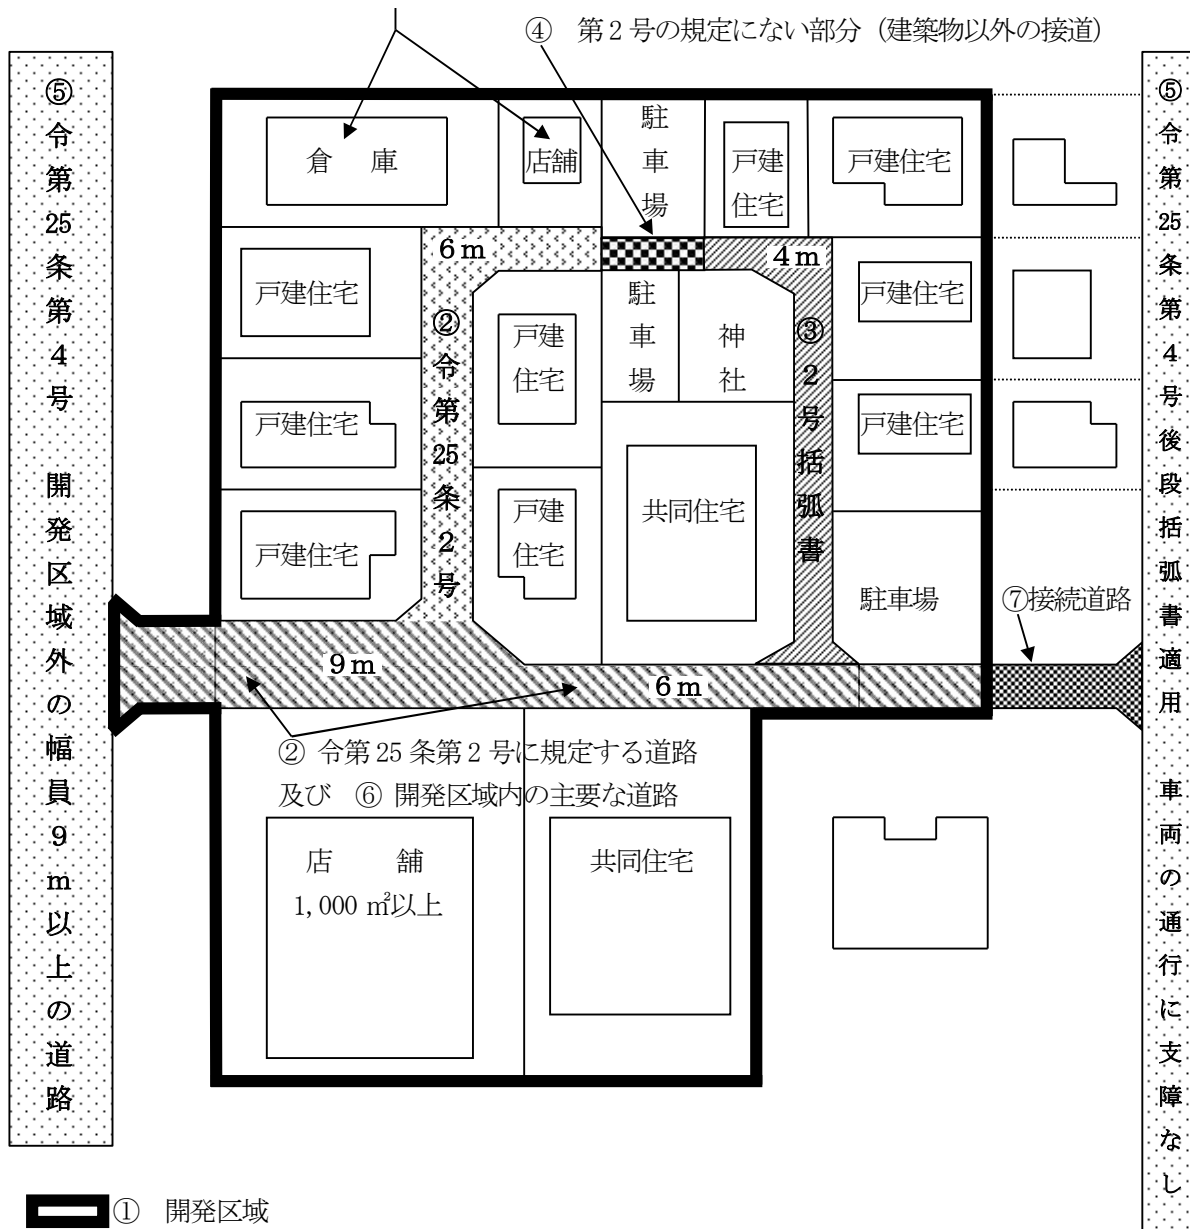 ④ 第2号の規定にない部分(建築物以外の接道)
⑤令第25条第4号 開発区域外の幅員9m以上の道路
倉 庫
店舗
駐車場
戸建
住宅
戸建住宅
⑤令第25条第4号後段括弧書適用 車両の通行に支障なし
6m
4m
戸建住宅
②令第25条2号
戸建
住宅
駐車場
神社
③2号括弧書
戸建住宅
戸建住宅
戸建住宅
戸建住宅
戸建
住宅
共同住宅
駐車場
⑦接続道路
9m
6m
② 令第25条第2号に規定する道路
及び ⑥ 開発区域内の主要な道路
店 舗
1,000㎡以上
共同住宅
① 開発区域